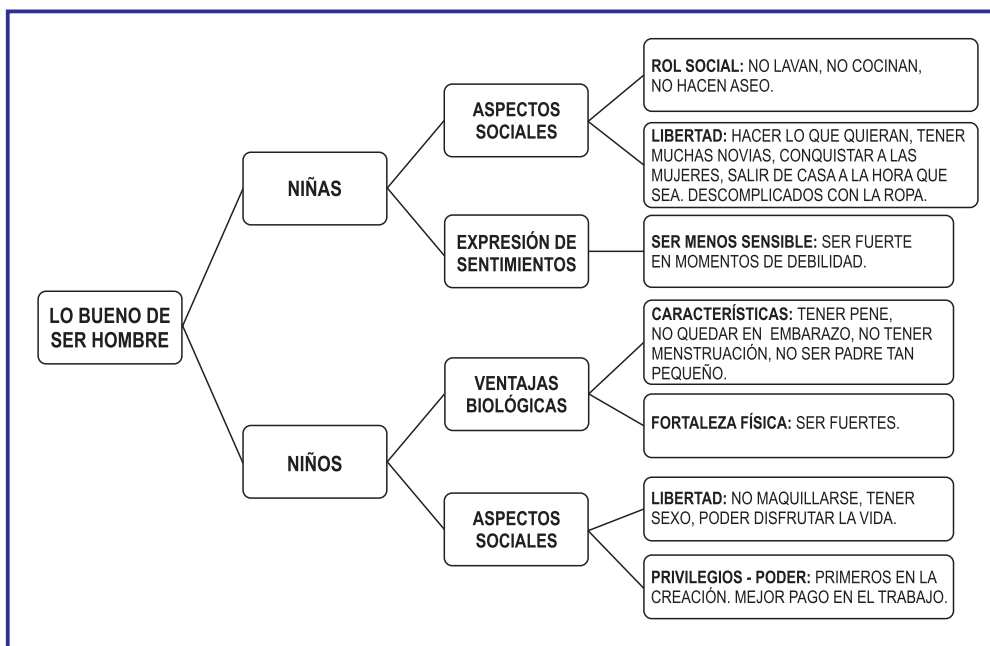 LO BUENO DE
SER HOMBRE
NIÑAS
ASPECTOS
SOCIALES
ROL SOCIAL: NO LAVAN, NO COCINAN,
NO HACEN ASEO.
LIBERTAD: HACER LO QUE QUIERAN, TENER
MUCHAS NOVIAS, CONQUISTAR A LAS
MUJERES, SALIR DE CASA A LA HORA QUE
SEA. DESCOMPLICADOS CON LA ROPA.
EXPRESIÓN DE
SENTIMIENTOS
SER MENOS SENSIBLE: SER FUERTE
EN MOMENTOS DE DEBILIDAD.
NIÑOS
VENTAJAS
BIOLÓGICAS
CARACTERÍSTICAS: TENER PENE,
NO QUEDAR EN EMBARAZO, NO TENER
MENSTRUACIÓN, NO SER PADRE TAN
PEQUEÑO.
FORTALEZA FÍSICA: SER FUERTES.
ASPECTOS
SOCIALES
LIBERTAD: NO MAQUILLARSE, TENER
SEXO, PODER DISFRUTAR LA VIDA.
PRIVILEGIOS - PODER: PRIMEROS EN LA
CREACIÓN. MEJOR PAGO EN EL TRABAJO.